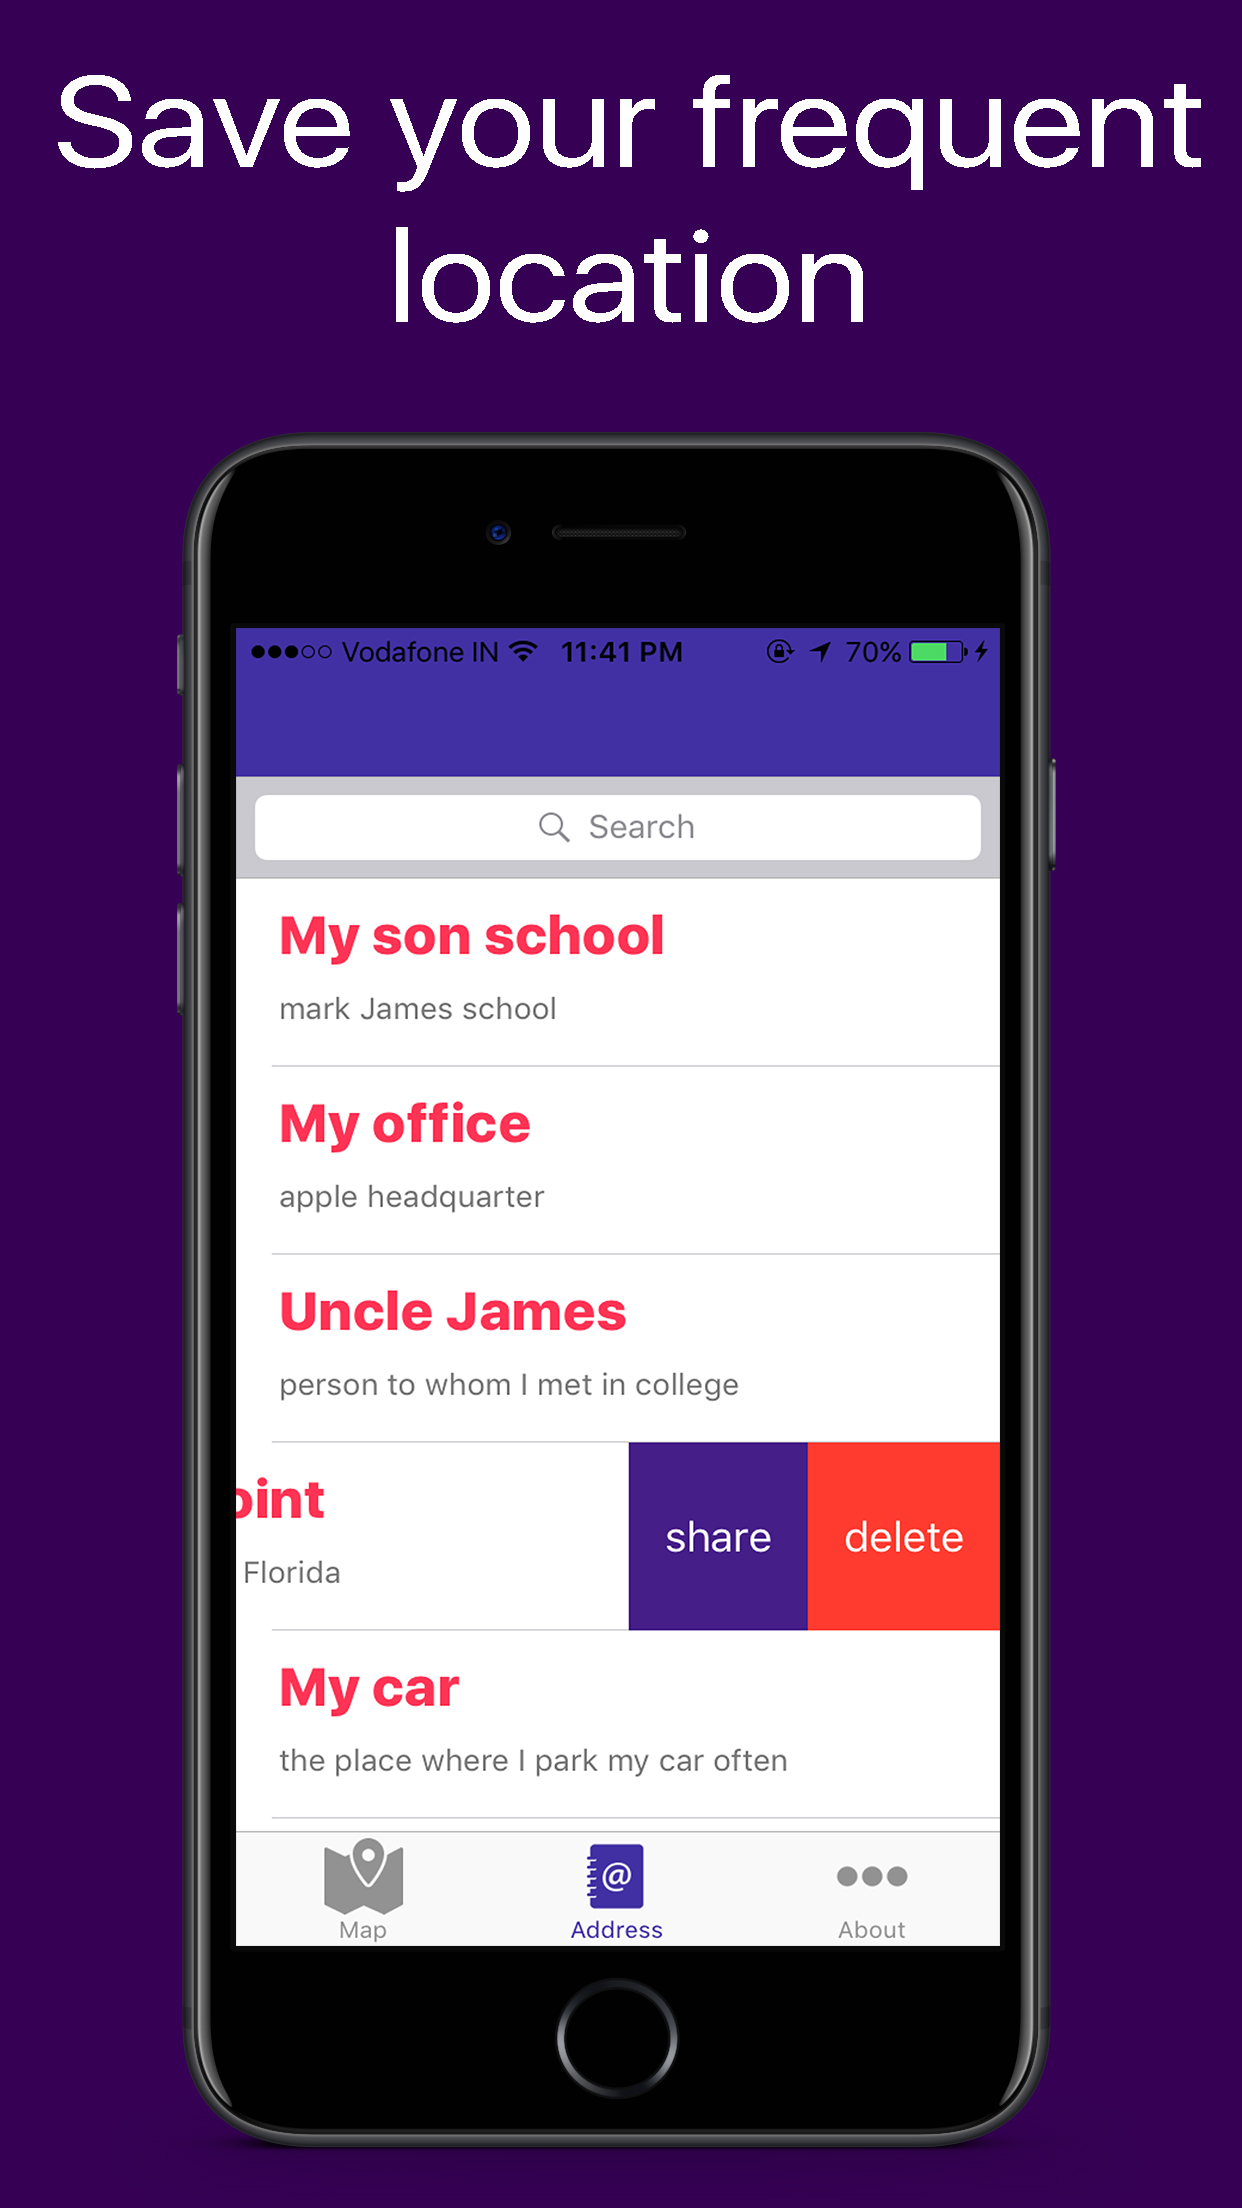 Save your frequent
location
Vodafone IN 11:41 PM 70%
Search
My son school
mark James school
My office
apple headquarter
Uncle James
person to whom I met in college
oint
Florida
share
delete
My car
the place where I park my car often
Map
@
Address
About